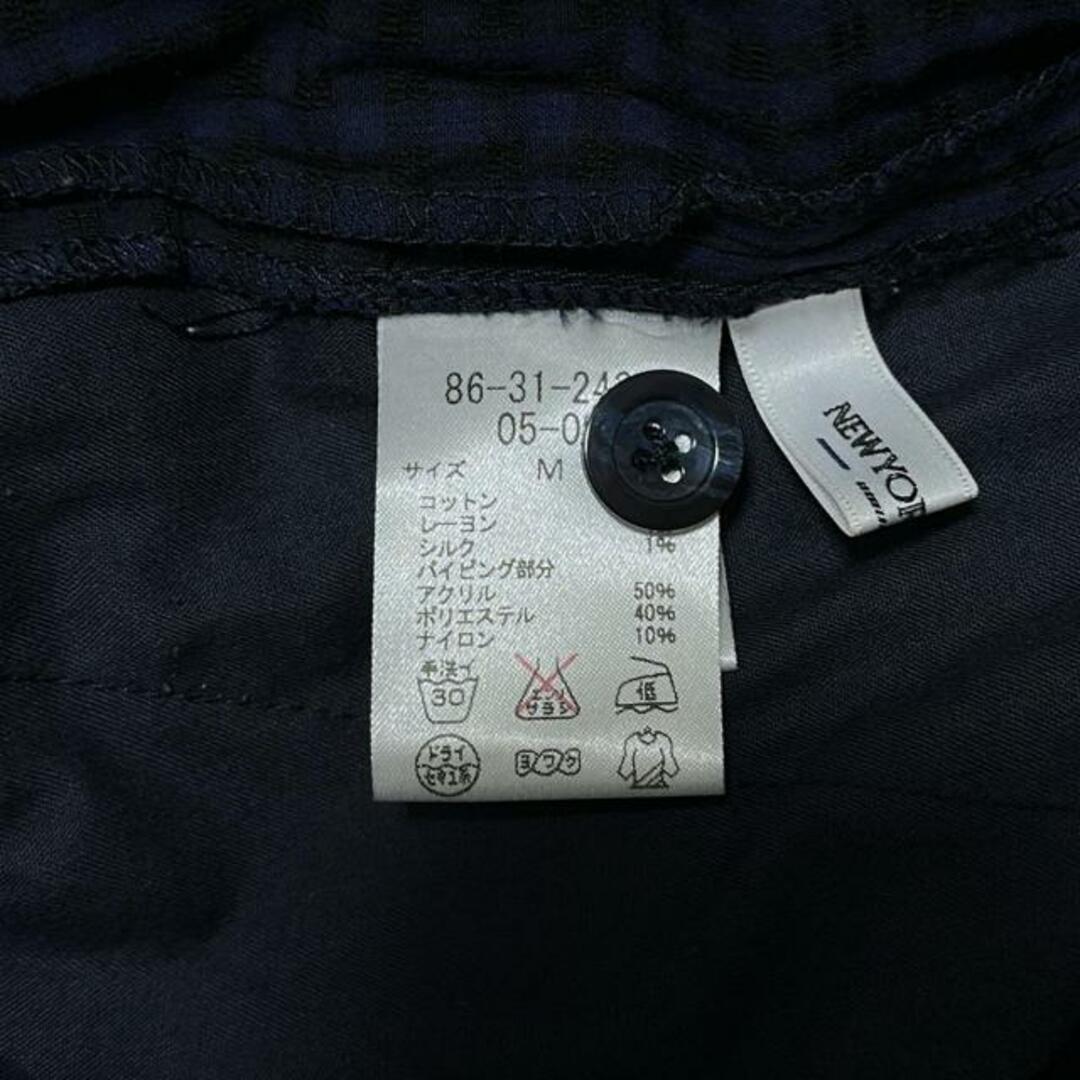 86-31-24
05-0
サイズ M
コットン
レーヨン
シルク 1%
パイピング部分
アクリル 50%
ポリエステル 40%
ナイロン 10%
手洗イ
30
エンソ
サラシ
低
ドライ
セキユ系
ヨワク
NEWYOR